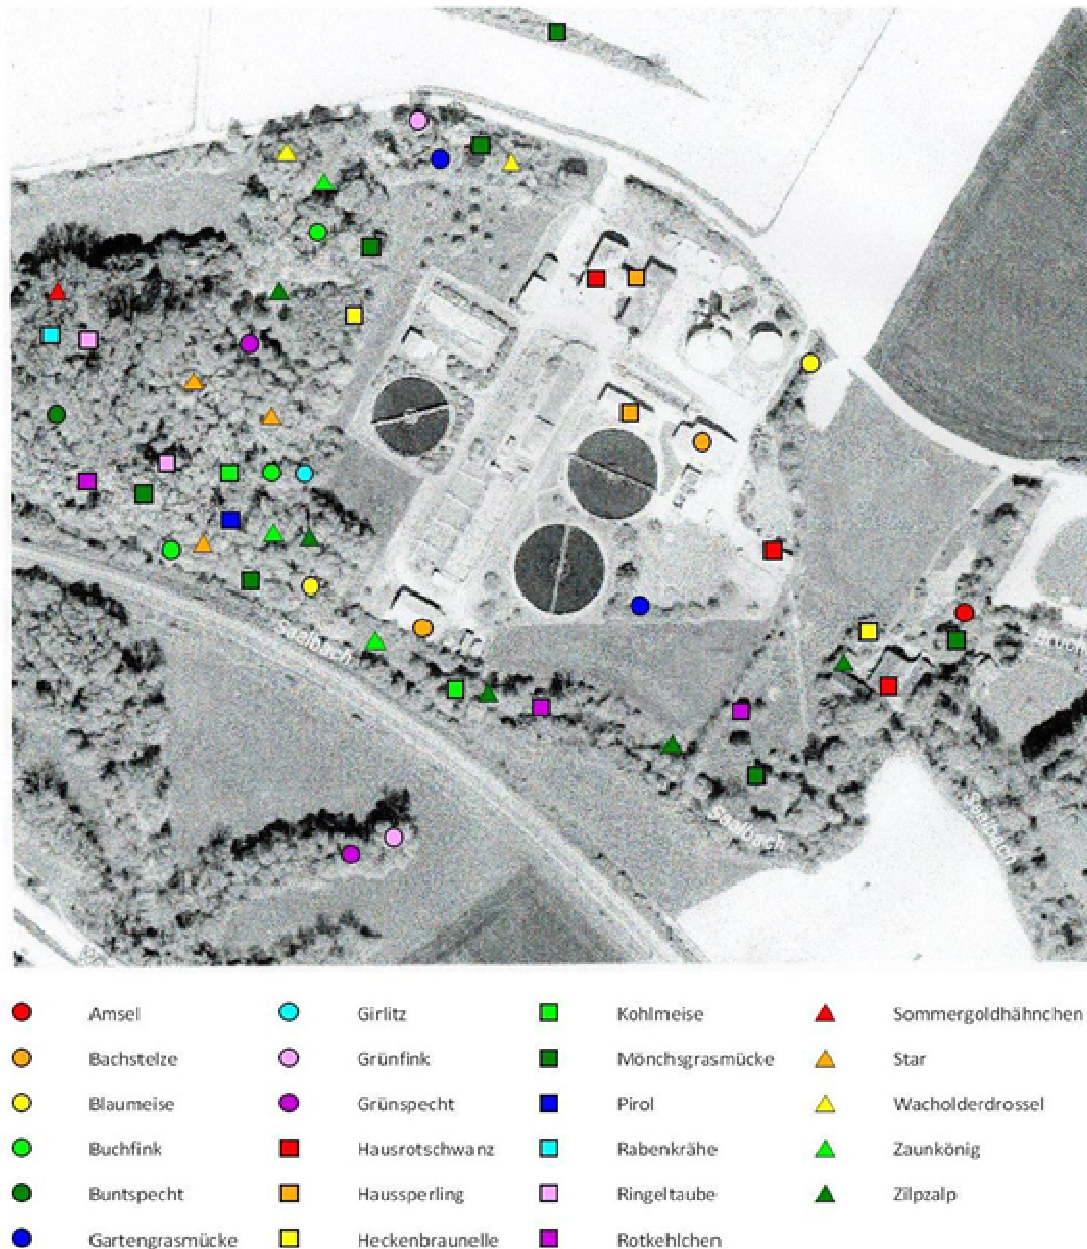 Saalbach
Saalbach
Saalbach
Amsel Girlitz Kohlmeise Sommergoldhähnchen
Bachstelze Grünfink Mönchsgrasmücke Star
Blaumeise Grünspecht Pirol Wacholderdrossel
Buchfink Hausrotschwanz Rabenkrähe Zaunkönig
Buntspecht Haussperling Ringeltaube Zilpzalp
Gartengrasmücke Heckenbraunelle Rotkehlchen